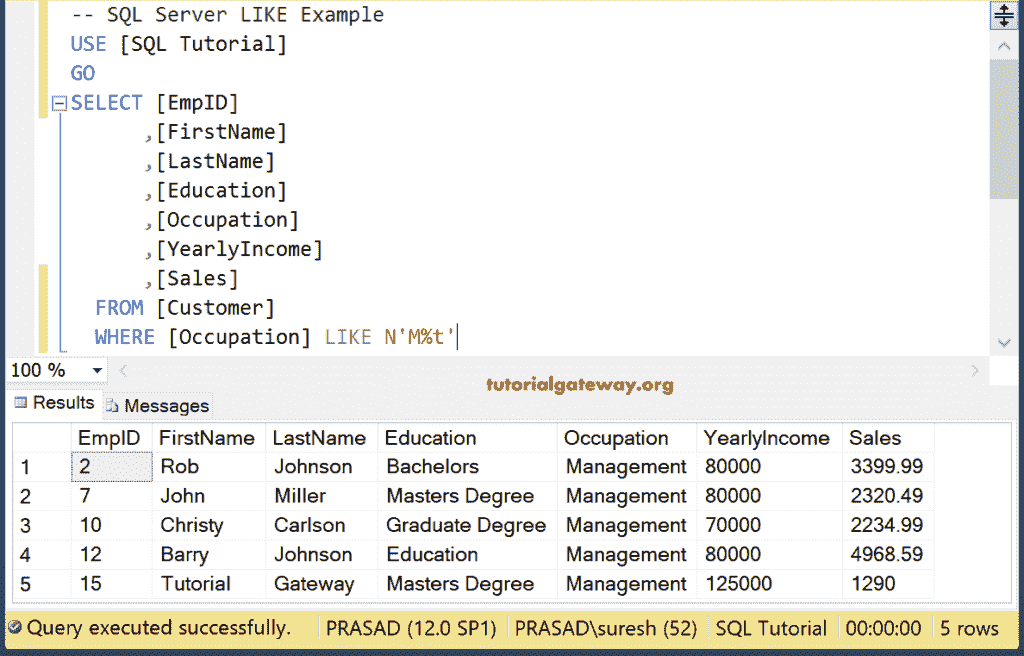 -- SQL Server LIKE Example
USE [SQL Tutorial]
GO
SELECT [EmpID]
,[FirstName]
,[LastName]
,[Education]
,[Occupation]
,[YearlyIncome]
,[Sales]
FROM [Customer]
WHERE [Occupation] LIKE N'M%t'
100 %
tutorialgateway.org
Results Messages
EmpID FirstName LastName Education Occupation YearlyIncome Sales
1 2 Rob Johnson Bachelors Management 80000 3399.99
2 7 John Miller Masters Degree Management 80000 2320.49
3 10 Christy Carlson Graduate Degree Management 70000 2234.99
4 12 Barry Johnson Education Management 80000 4968.59
5 15 Tutorial Gateway Masters Degree Management 125000 1290
Query executed successfully. PRASAD (12.0 SP1) PRASAD\suresh (52) SQL Tutorial 00:00:00 5 rows